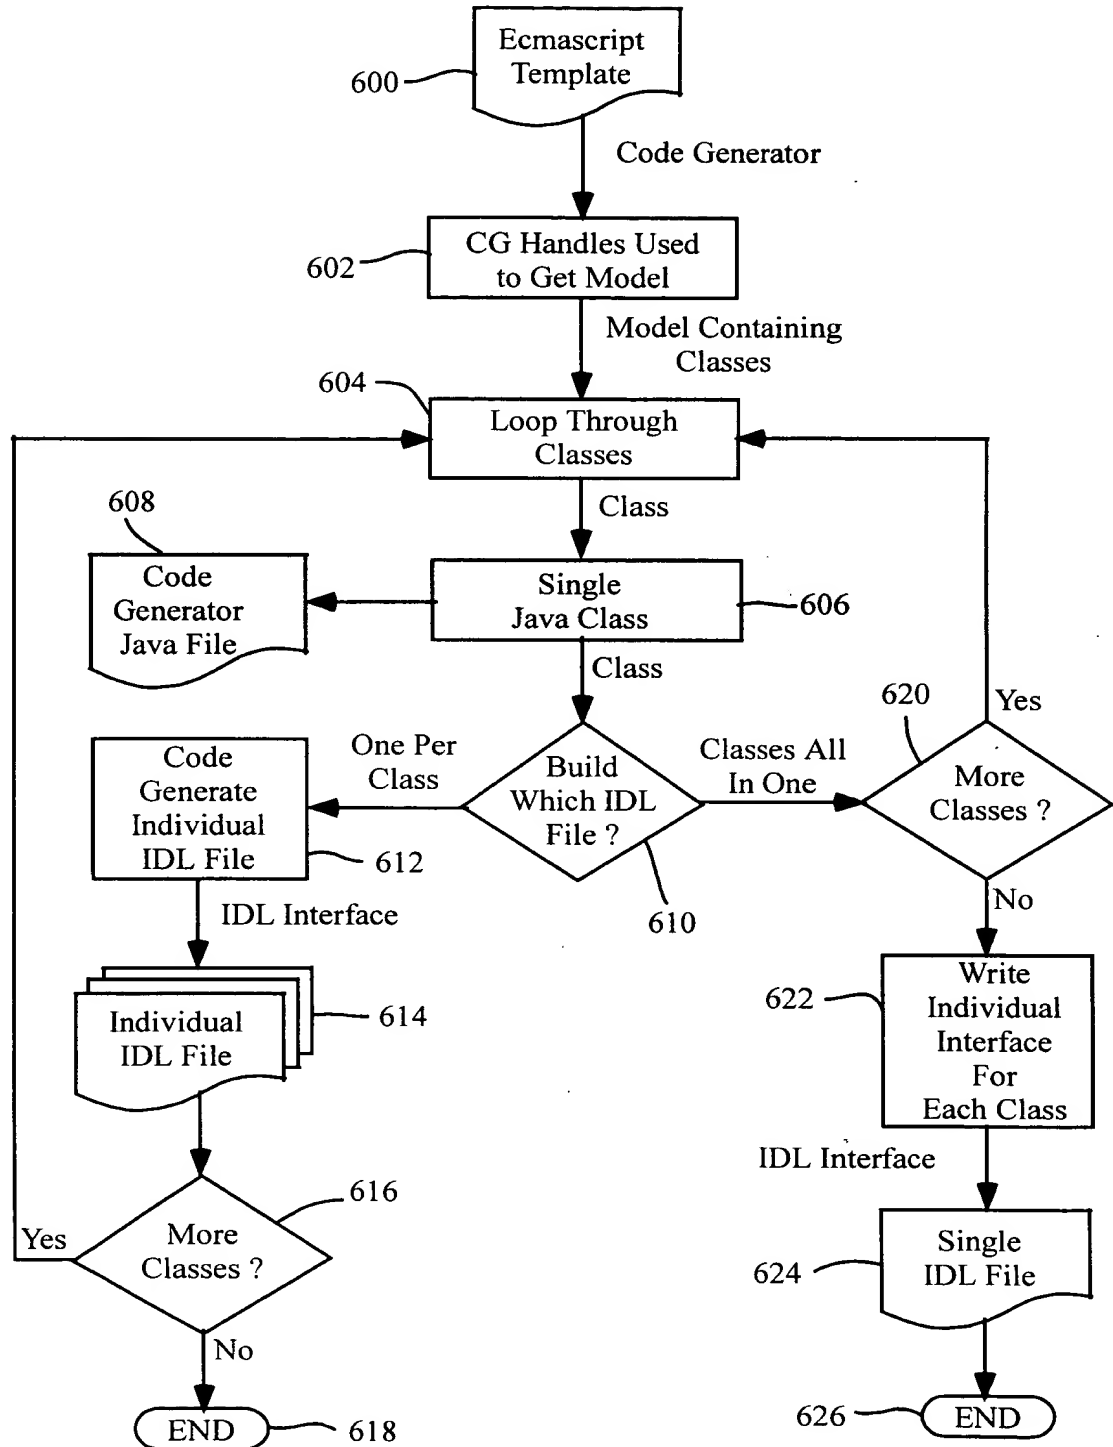 Ecmascript
Template
600
Code Generator
CG Handles Used
to Get Model
602
Model Containing
Classes
604
Loop Through
Classes
608
Class
Code
Generator
Java File
Single
Java Class
606
Class
620
Yes
Code
Generate
Individual
IDL File
One Per
Class
Build
Which IDL
File ?
Classes All
In One
More
Classes ?
612
610
No
IDL Interface
Individual
IDL File
614
622
Write
Individual
Interface
For
Each Class
IDL Interface
616
Yes
More
Classes ?
Single
IDL File
624
No
END
618
626
END